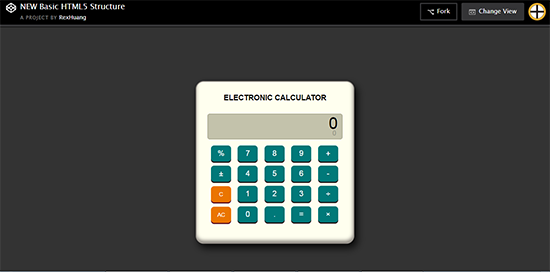 NEW Basic HTML5 Structure
A PROJECT BY RexHuang
Fork
Change View
ELECTRONIC CALCULATOR
0
0
% 7 8 9 +
± 4 5 6 -
C 1 2 3 ÷
AC 0 . = ×